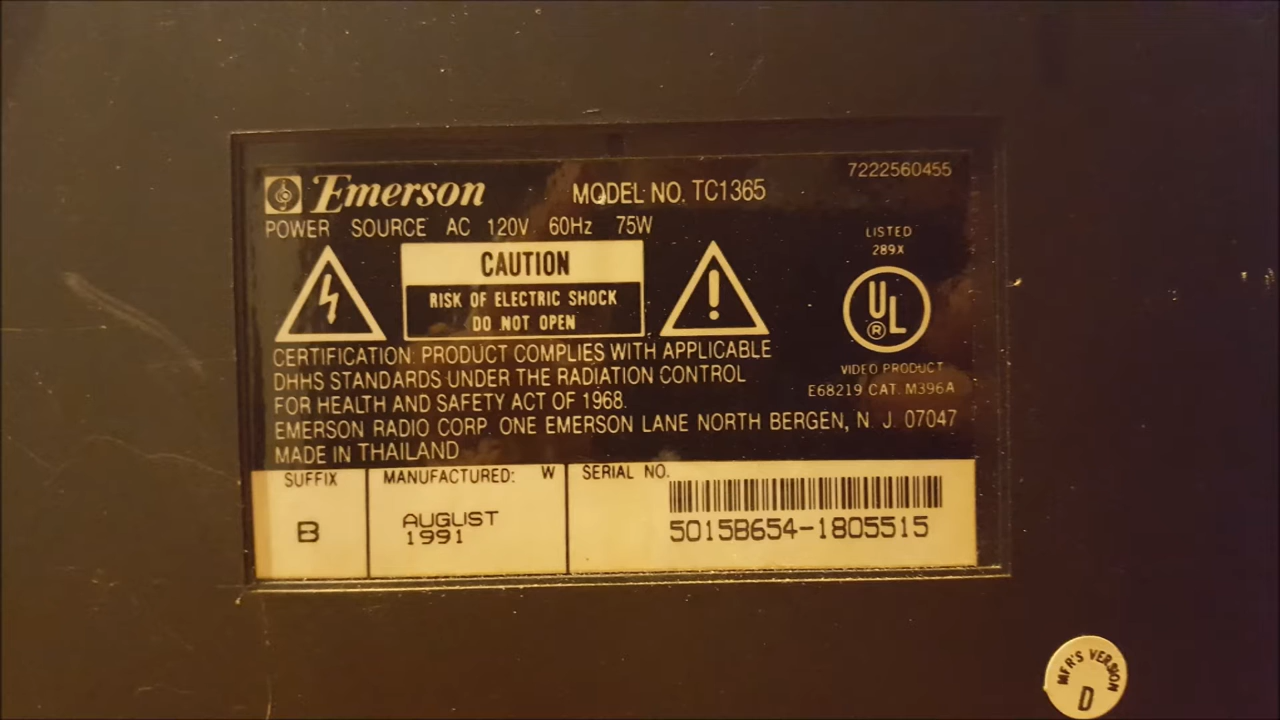 7222560455
Emerson MODEL NO. TC1365
POWER SOURCE AC 120V 60Hz 75W
LISTED
289X
CAUTION
RISK OF ELECTRIC SHOCK
DO NOT OPEN
UL
®
VIDEO PRODUCT
E68219 CAT. M396A
CERTIFICATION: PRODUCT COMPLIES WITH APPLICABLE
DHHS STANDARDS UNDER THE RADIATION CONTROL
FOR HEALTH AND SAFETY ACT OF 1968.
EMERSON RADIO CORP. ONE EMERSON LANE NORTH BERGEN, N. J. 07047
MADE IN THAILAND
SUFFIX
B
MANUFACTURED: W
AUGUST
1991
SERIAL NO.
5015B654-1805515
MFR'S VERSION
D